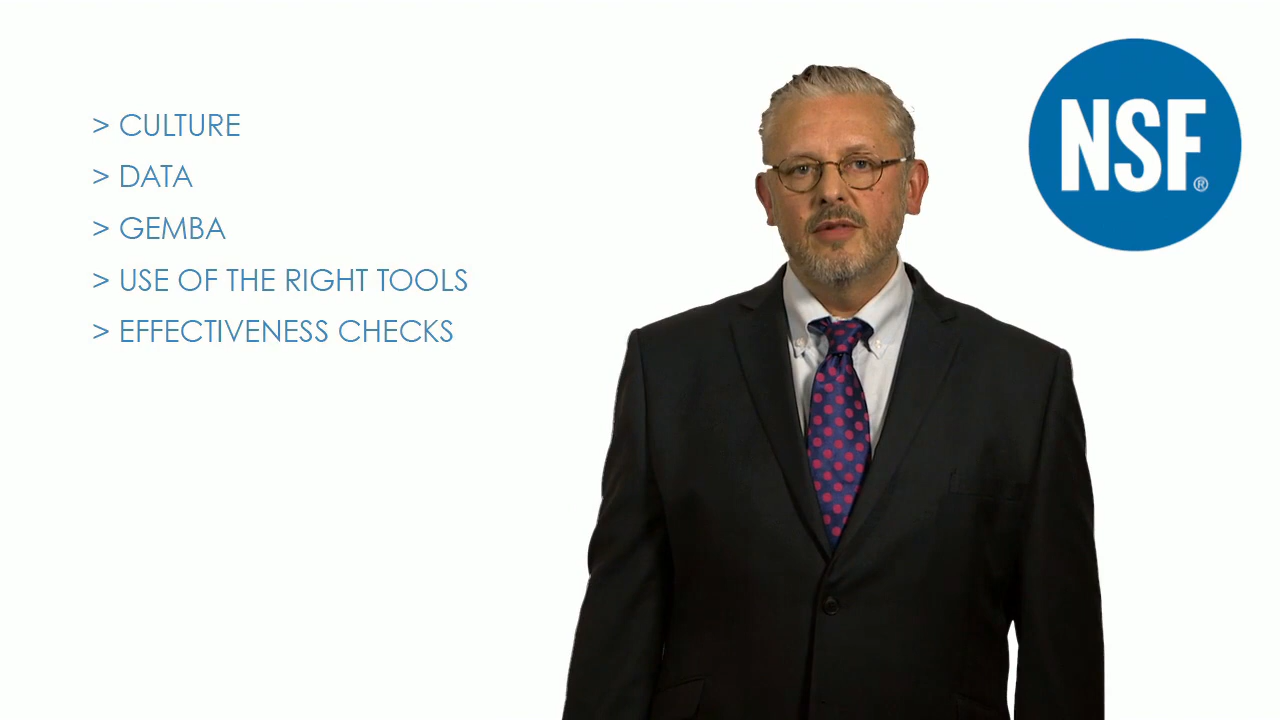 > CULTURE
> DATA
> GEMBA
> USE OF THE RIGHT TOOLS
> EFFECTIVENESS CHECKS
NSF®